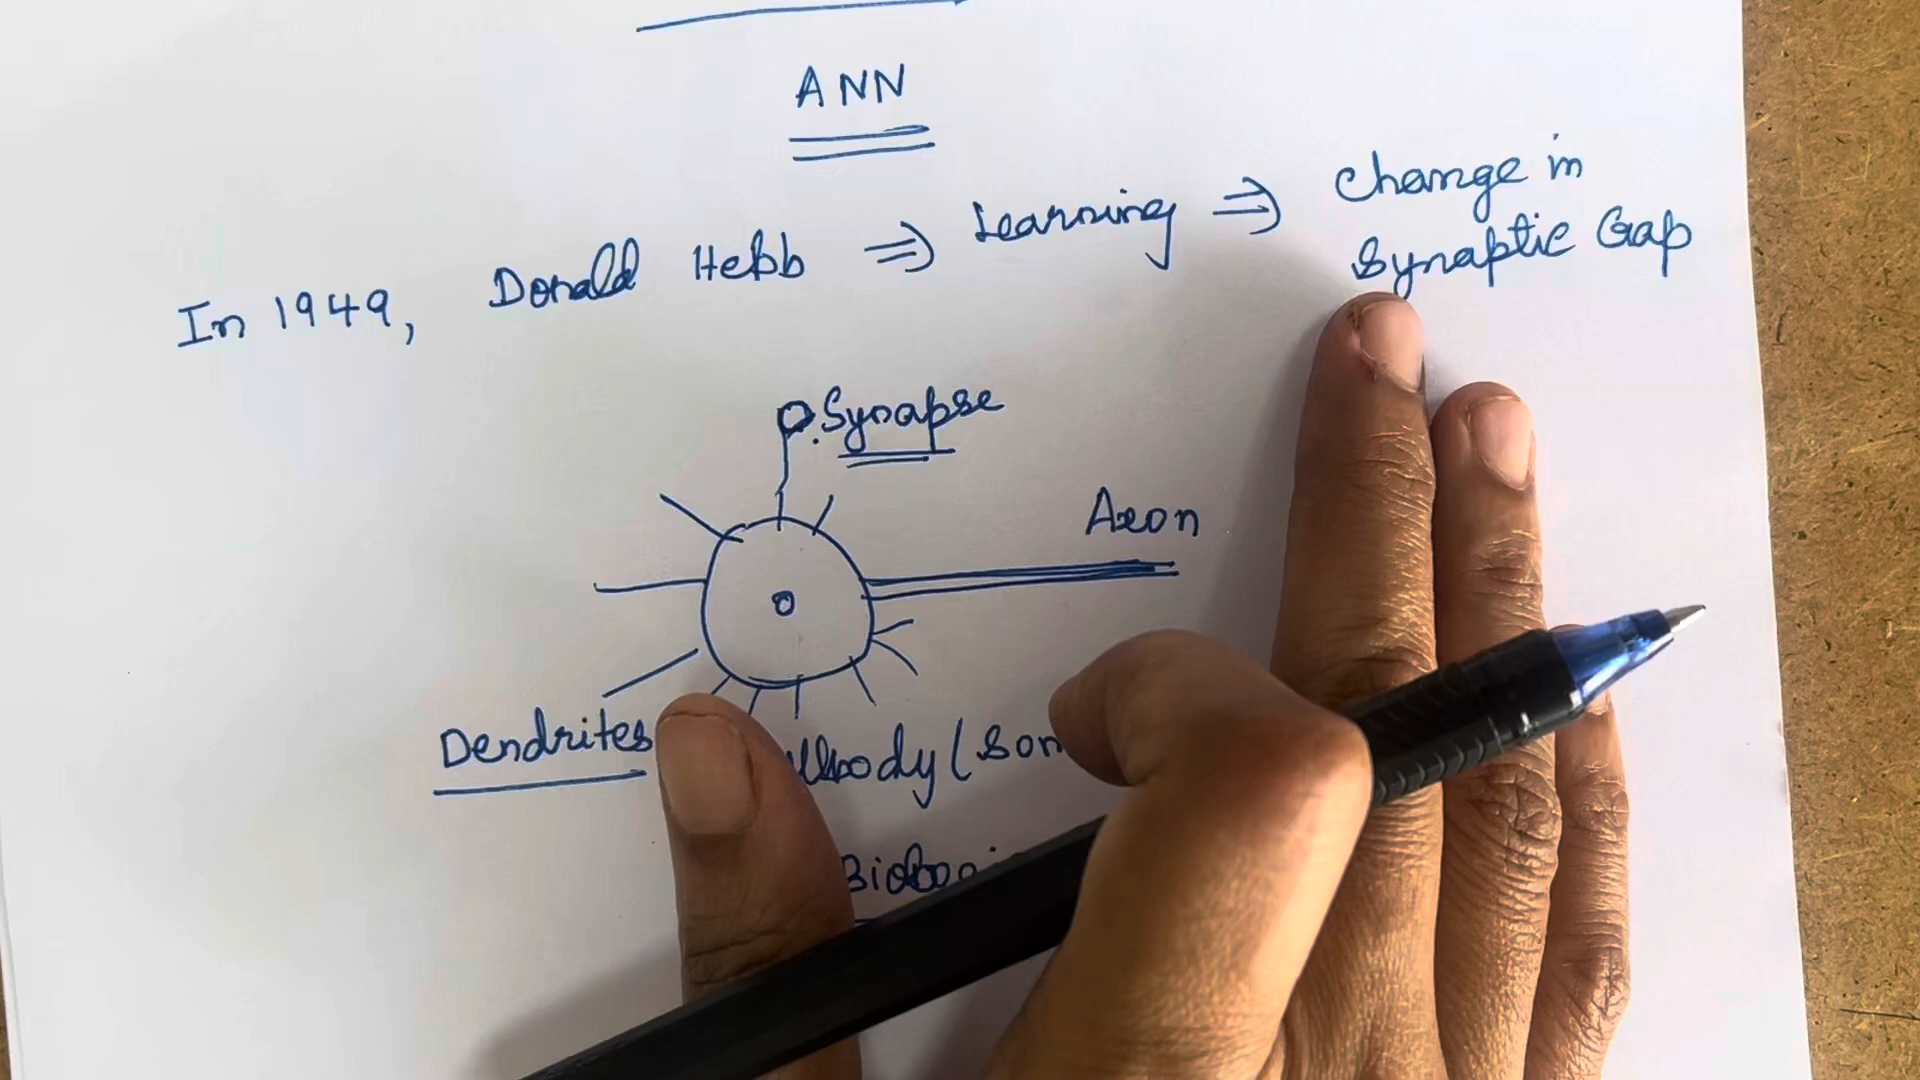 ANN
In 1949, Donald Hebb ⇒ Learning ⇒ Change in
Synaptic Gap
Synapse
Axon
Dendrites